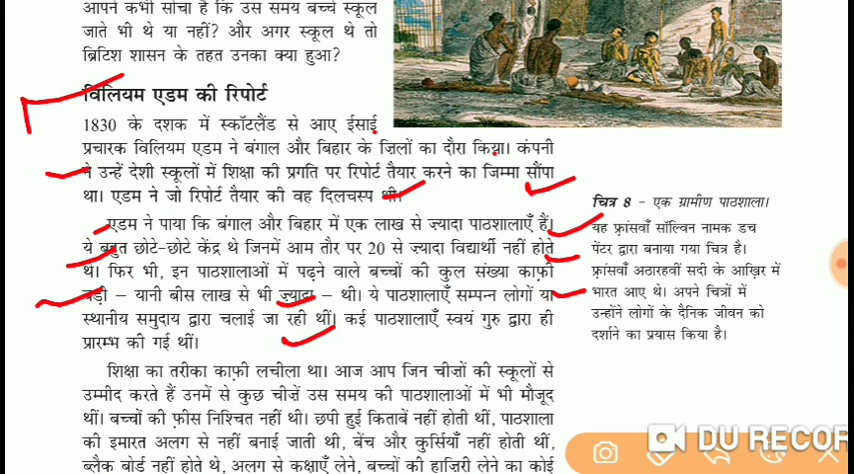 आपने कभी सोचा है कि उस समय बच्चे स्कूल
जाते भी थे या नहीं? और अगर स्कूल थे तो
ब्रिटिश शासन के तहत उनका क्या हुआ?
विलियम एडम की रिपोर्ट
1830 के दशक में स्कॉटलैंड से आए ईसाई
प्रचारक विलियम एडम ने बंगाल और बिहार के ज़िलों का दौरा किया। कंपनी
ने उन्हें देशी स्कूलों में शिक्षा की प्रगति पर रिपोर्ट तैयार करने का जिम्मा सौंपा
था। एडम ने जो रिपोर्ट तैयार की वह दिलचस्प थी।
एडम ने पाया कि बंगाल और बिहार में एक लाख से ज़्यादा पाठशालाएँ हैं।
ये बहुत छोटे-छोटे केंद्र थे जिनमें आम तौर पर 20 से ज़्यादा विद्यार्थी नहीं होते
थे। फिर भी, इन पाठशालाओं में पढ़ने वाले बच्चों की कुल संख्या काफ़ी
बड़ी – यानी बीस लाख से भी ज़्यादा – थी। ये पाठशालाएँ सम्पन्न लोगों या
स्थानीय समुदाय द्वारा चलाई जा रही थीं। कई पाठशालाएँ स्वयं गुरु द्वारा ही
प्रारम्भ की गई थीं।
शिक्षा का तरीका काफ़ी लचीला था। आज आप जिन चीज़ों की स्कूलों से
उम्मीद करते हैं उनमें से कुछ चीज़ें उस समय की पाठशालाओं में भी मौजूद
थीं। बच्चों की फ़ीस निश्चित नहीं थी। छपी हुई किताबें नहीं होती थीं, पाठशाला
की इमारत अलग से नहीं बनाई जाती थी, बेंच और कुर्सियाँ नहीं होती थीं,
ब्लैक बोर्ड नहीं होते थे, अलग से कक्षाएँ लेने, बच्चों की हाज़िरी लेने का कोई
चित्र 8 – एक ग्रामीण पाठशाला।
यह फ्रांसवाँ सॉल्विन नामक डच
पेंटर द्वारा बनाया गया चित्र है।
फ्रांसवाँ अठारहवीं सदी के आखिर में
भारत आए थे। अपने चित्रों में
उन्होंने लोगों के दैनिक जीवन को
दर्शाने का प्रयास किया है।
DU RECOR